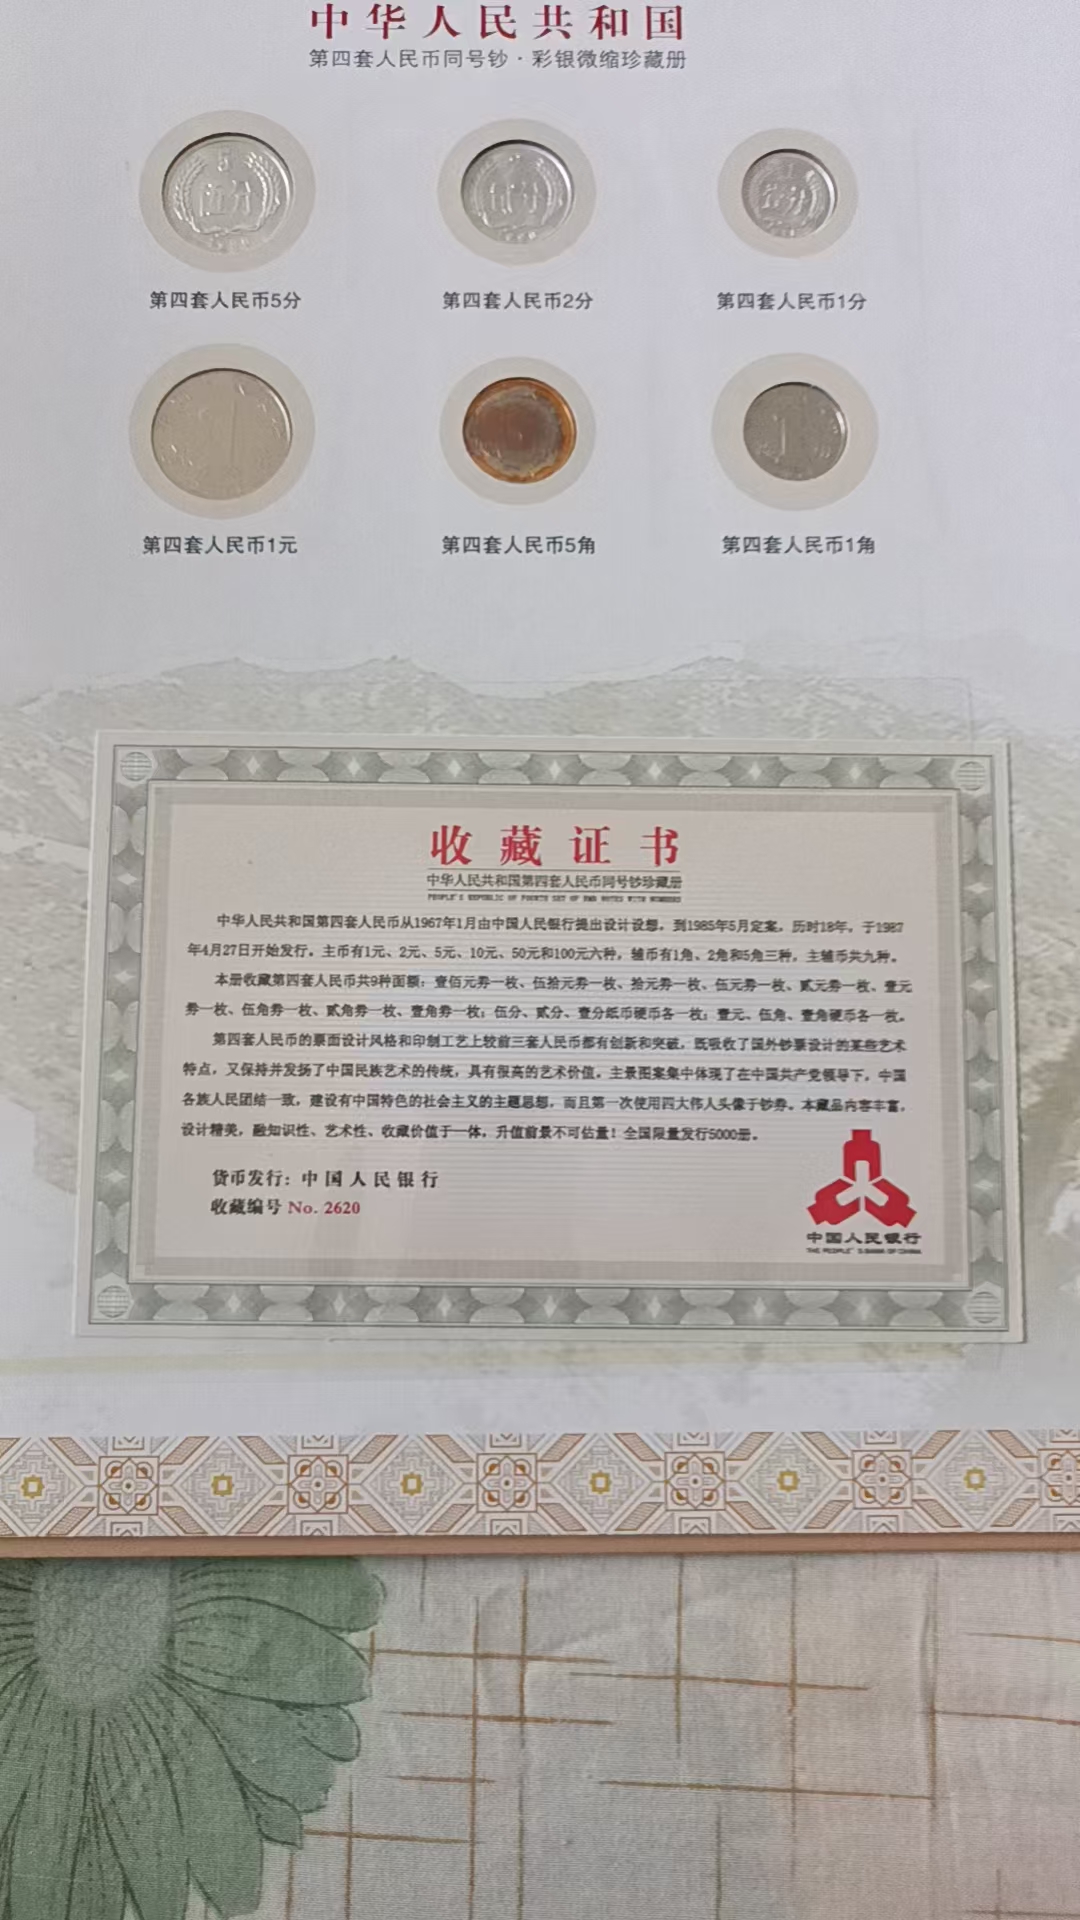 中华人民共和国
第四套人民币同号钞·彩银微缩珍藏册
5
伍分
贰分
1
壹分
第四套人民币5分
第四套人民币2分
第四套人民币1分
1
1
第四套人民币1元
第四套人民币5角
第四套人民币1角
收藏证书
中华人民共和国第四套人民币同号钞珍藏册
PEOPLE'S REPUBLIC OF FOURTH SET OF RMB NOTES WITH NUMBERS
中华人民共和国第四套人民币从1967年1月由中国人民银行提出设计设想，到1985年5月定案，历时18年，于1987
年4月27日开始发行。主币有1元、2元、5元、10元、50元和100元六种，辅币有1角、2角和5角三种，主辅币共九种。
本册收藏第四套人民币共9种面额：壹佰元券一枚、伍拾元券一枚、拾元券一枚、伍元券一枚、贰元券一枚、壹元
券一枚、伍角券一枚、贰角券一枚、壹角券一枚；伍分、贰分、壹分纸币硬币各一枚；壹元、伍角、壹角硬币各一枚。
第四套人民币的票面设计风格和印制工艺上较前三套人民币都有创新和突破，既吸收了国外钞票设计的某些艺术
特点，又保持并发扬了中国民族艺术的传统，具有很高的艺术价值。主景图案集中体现了在中国共产党领导下，中国
各族人民团结一致，建设有中国特色的社会主义的主题思想，而且第一次使用四大伟人头像于钞券。本藏品内容丰富，
设计精美，融知识性、艺术性、收藏价值于一体，升值前景不可估量！全国限量发行5000册。
货币发行：中国人民银行
收藏编号 No. 2620
中国人民银行
THE PEOPLE'S BANK OF CHINA